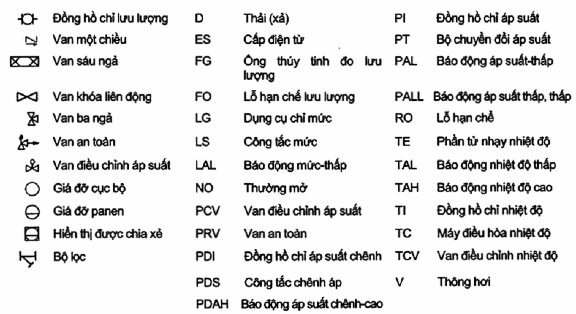 Đồng hồ chỉ lưu lượng D Thải (xả) PI Đồng hồ chỉ áp suất
Van một chiều ES Cấp điện từ PT Bộ chuyển đổi áp suất
Van sáu ngả FG Ống thủy tinh đo lưu lượng PAL Báo động áp suất-thấp
Van khóa liên động FO Lỗ hạn chế lưu lượng PALL Báo động áp suất thấp, thấp
Van ba ngả LG Dụng cụ chỉ mức RO Lỗ hạn chế
Van an toàn LS Công tắc mức TE Phần tử nhạy nhiệt độ
Van điều chỉnh áp suất LAL Báo động mức-thấp TAL Báo động nhiệt độ thấp
Giá đỡ cục bộ NO Thường mở TAH Báo động nhiệt độ cao
Giá đỡ panen PCV Van điều chỉnh áp suất TI Đồng hồ chỉ nhiệt độ
Hiển thị được chia xẻ PRV Van an toàn TC Máy điều hòa nhiệt độ
Bộ lọc PDI Đồng hồ chỉ áp suất chênh TCV Van điều chỉnh nhiệt độ
PDS Công tắc chênh áp V Thông hơi
PDAH Báo động áp suất chênh-cao